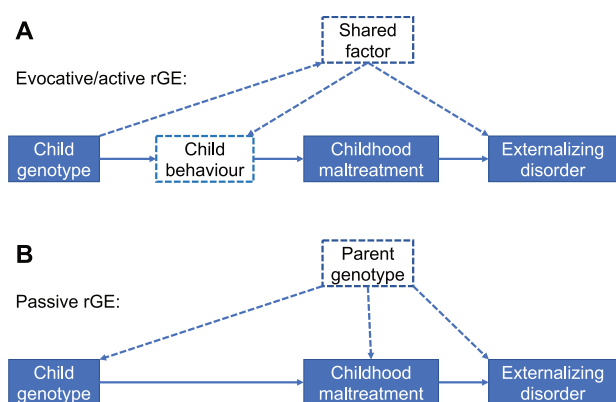 A
Shared
factor
Evocative/active rGE:
Child
genotype
Child
behaviour
Childhood
maltreatment
Externalizing
disorder
B
Parent
genotype
Passive rGE:
Child
genotype
Childhood
maltreatment
Externalizing
disorder